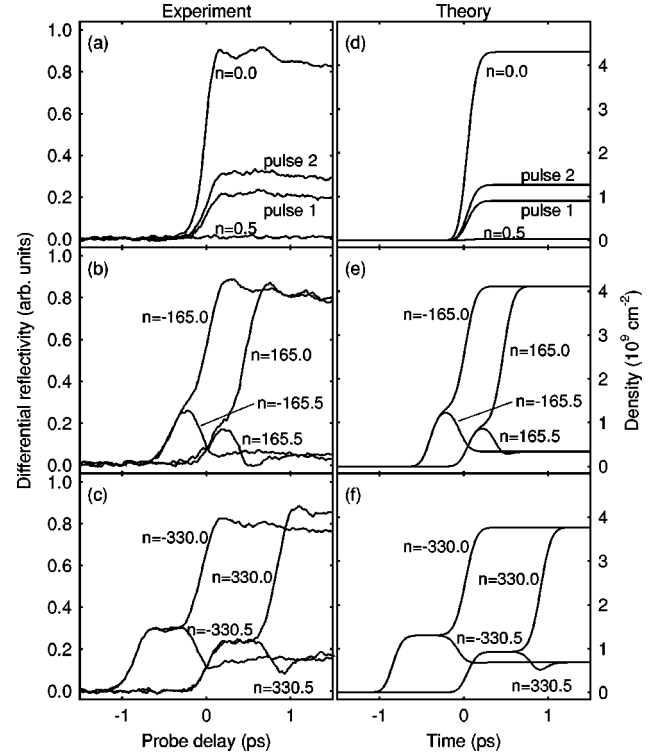 Experiment
Theory
(a)
n=0.0
pulse 2
pulse 1
n=0.5
(d)
n=0.0
pulse 2
pulse 1
n=0.5
(b)
n=-165.0
n=165.0
n=-165.5
n=165.5
(e)
n=-165.0
n=165.0
n=-165.5
n=165.5
(c)
n=-330.0
n=330.0
n=-330.5
n=330.5
(f)
n=-330.0
n=330.0
n=-330.5
n=330.5
1.0
0.8
0.6
0.4
0.2
0.0
1.0
0.8
0.6
0.4
0.2
0.0
1.0
0.8
0.6
0.4
0.2
0.0
4
3
2
1
0
4
3
2
1
0
4
3
2
1
0
-1 0 1
-1 0 1
Differential reflectivity (arb. units)
Density (10⁹ cm⁻²)
Probe delay (ps)
Time (ps)